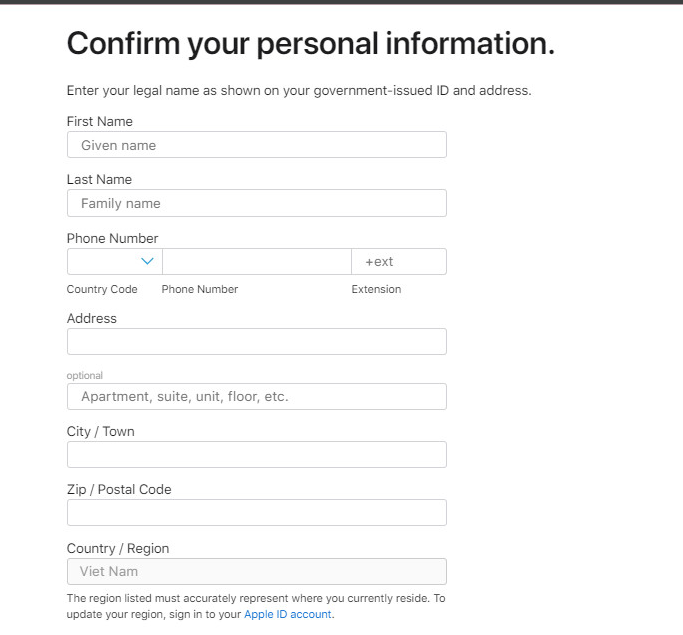 Confirm your personal information.
Enter your legal name as shown on your government-issued ID and address.
First Name
Given name
Last Name
Family name
Phone Number
+ext
Country Code Phone Number Extension
Address
optional
Apartment, suite, unit, floor, etc.
City / Town
Zip / Postal Code
Country / Region
Viet Nam
The region listed must accurately represent where you currently reside. To
update your region, sign in to your Apple ID account.